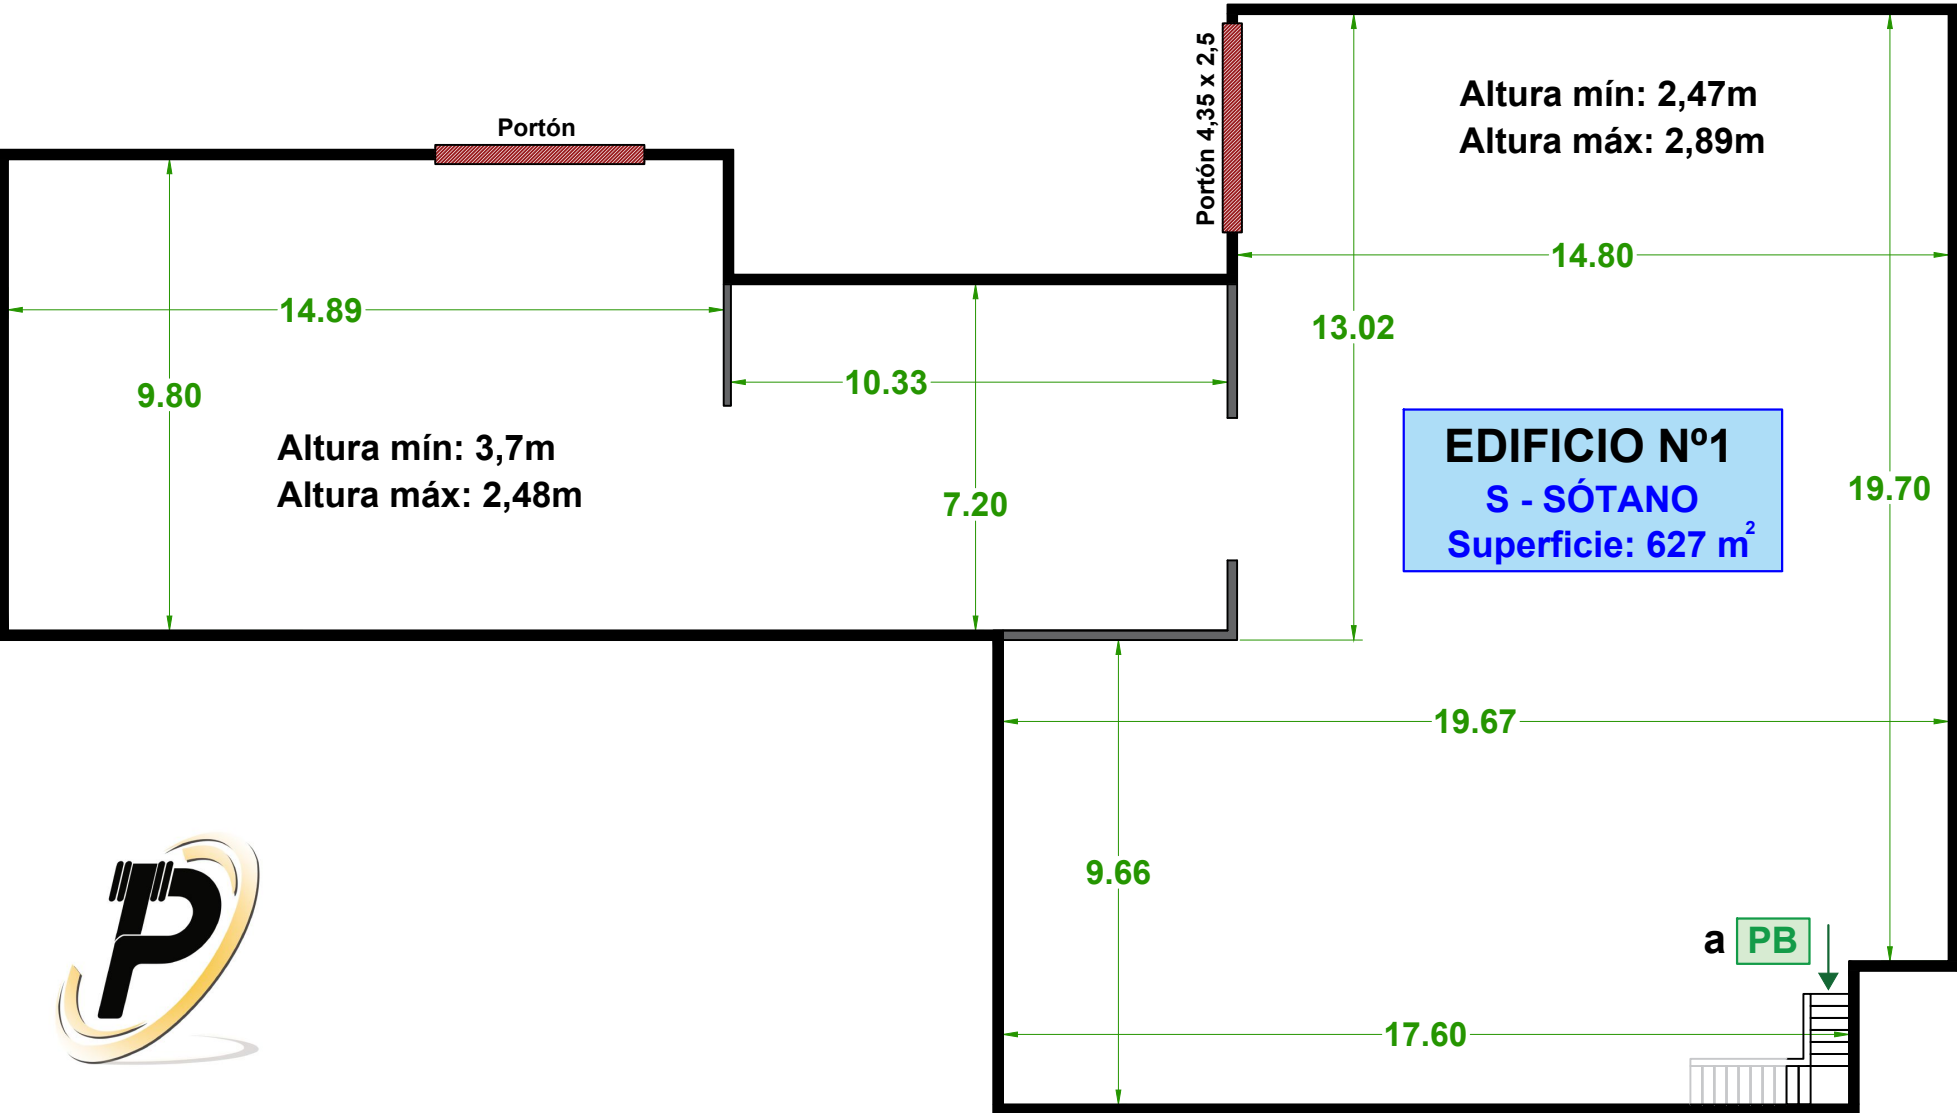 Portón
Portón 4,35 x 2,5
Altura mín: 2,47m
Altura máx: 2,89m
14.80
14.89
13.02
10.33
9.80
Altura mín: 3,7m
Altura máx: 2,48m
7.20
EDIFICIO Nº1
S - SÓTANO
Superficie: 627 m²
19.70
19.67
9.66
a PB
17.60
P